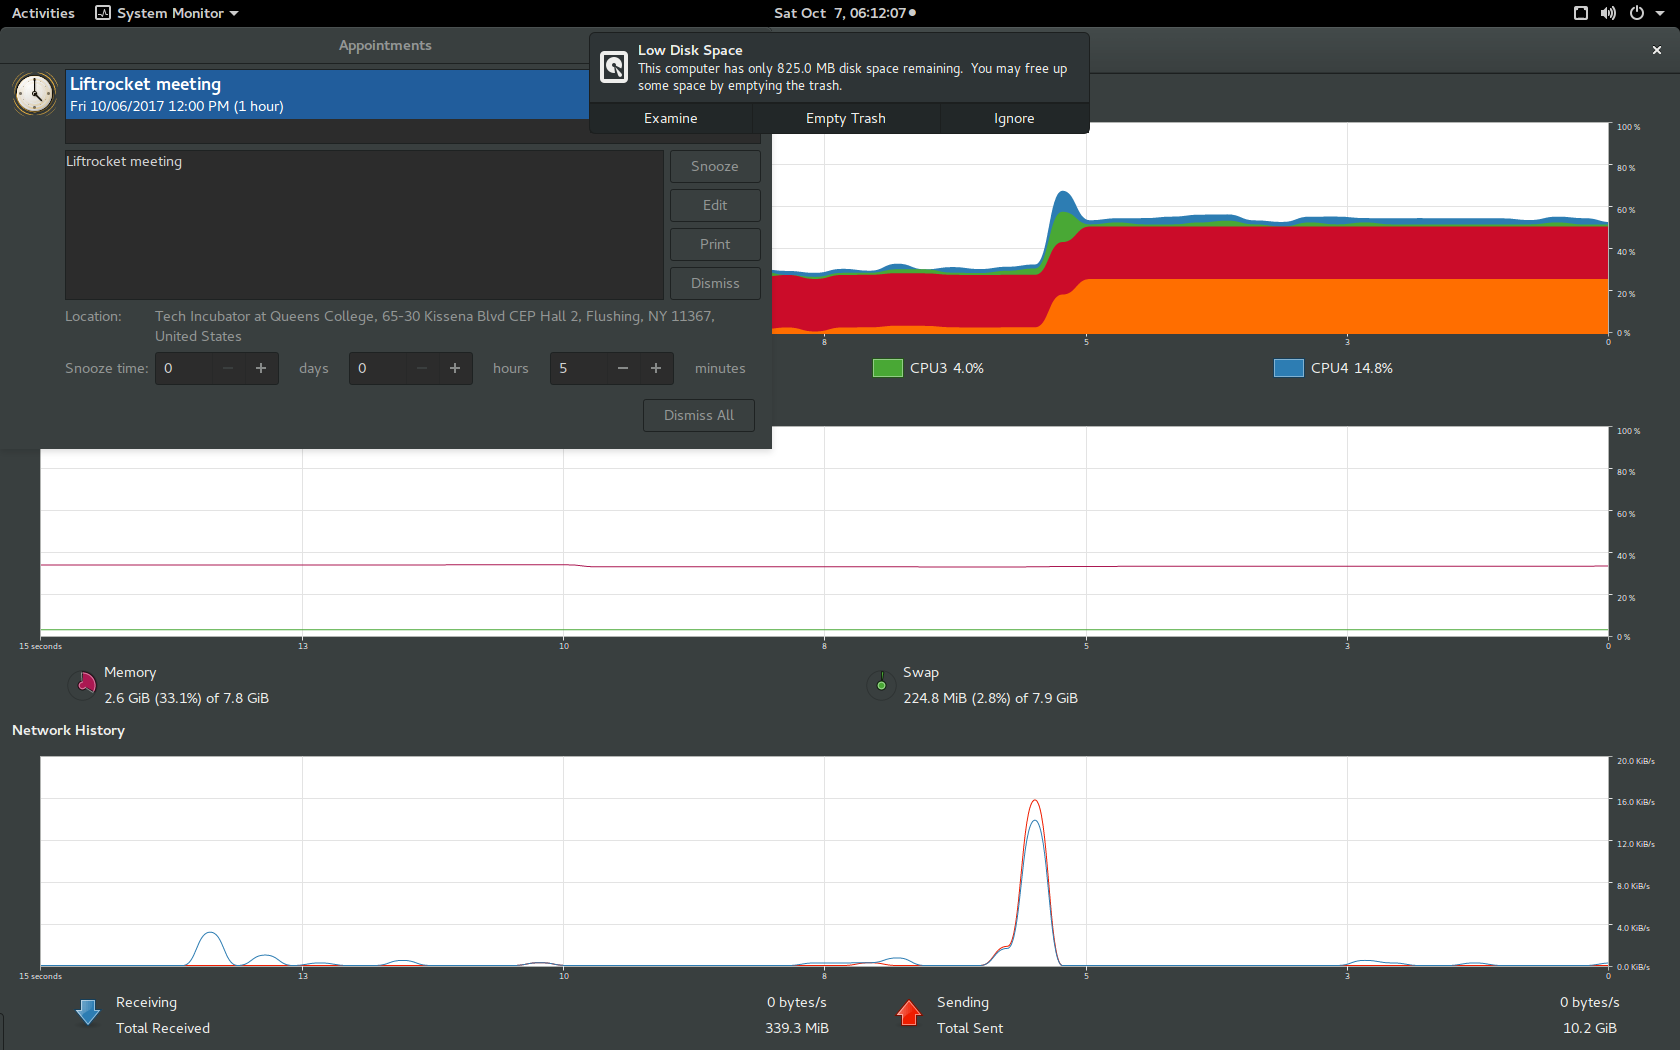 Activities
System Monitor
Sat Oct 7, 06:12:07
Appointments
Low Disk Space
This computer has only 825.0 MB disk space remaining. You may free up
some space by emptying the trash.
Examine Empty Trash Ignore
Liftrocket meeting
Fri 10/06/2017 12:00 PM (1 hour)
Liftrocket meeting
Snooze
Edit
Print
Dismiss
Location: Tech Incubator at Queens College, 65-30 Kissena Blvd CEP Hall 2, Flushing, NY 11367,
United States
Snooze time: 0 − + days 0 − + hours 5 − + minutes
Dismiss All
100 %
80 %
60 %
40 %
20 %
0 %
8 5 3 0
CPU3 4.0% CPU4 14.8%
100 %
80 %
60 %
40 %
20 %
0 %
15 seconds 13 10 8 5 3 0
Memory
2.6 GiB (33.1%) of 7.8 GiB
Swap
224.8 MiB (2.8%) of 7.9 GiB
Network History
20.0 KiB/s
16.0 KiB/s
12.0 KiB/s
8.0 KiB/s
4.0 KiB/s
0.0 KiB/s
15 seconds 13 10 8 5 3 0
Receiving 0 bytes/s
Total Received 339.3 MiB
Sending 0 bytes/s
Total Sent 10.2 GiB